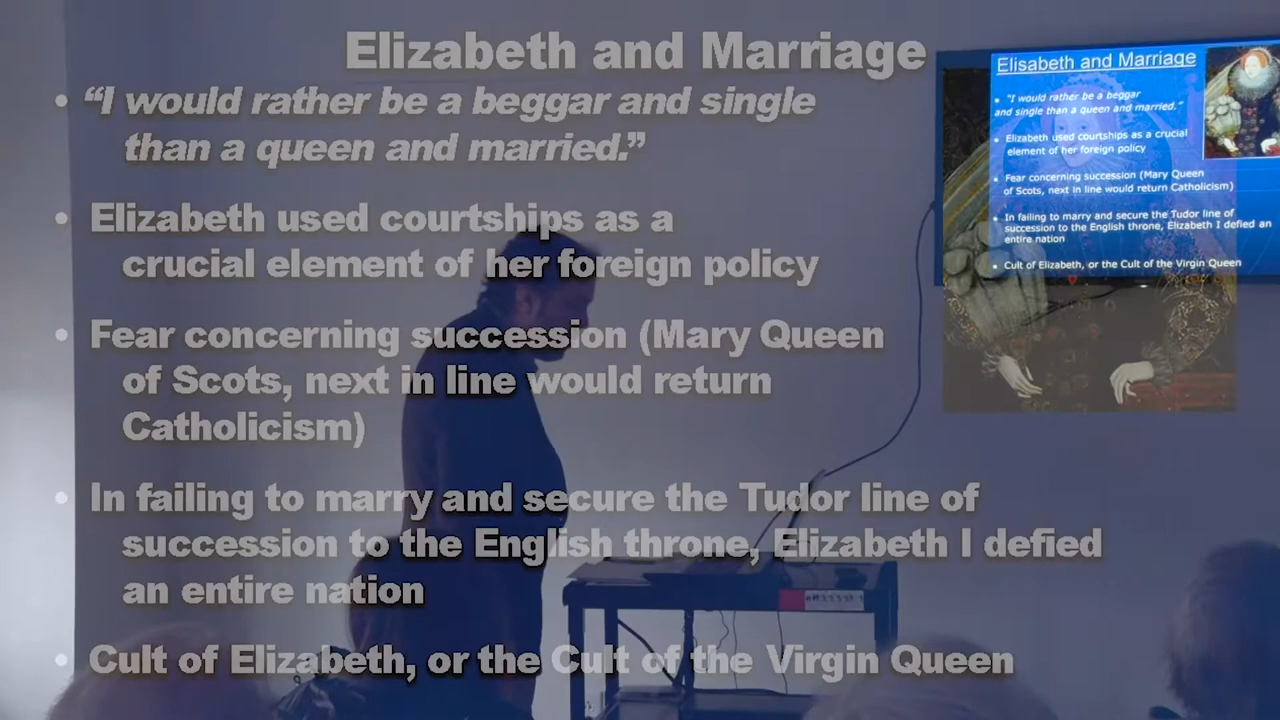 Elizabeth and Marriage
• “I would rather be a beggar and single
than a queen and married.”
• Elizabeth used courtships as a
crucial element of her foreign policy
• Fear concerning succession (Mary Queen
of Scots, next in line would return
Catholicism)
• In failing to marry and secure the Tudor line of
succession to the English throne, Elizabeth I defied
an entire nation
• Cult of Elizabeth, or the Cult of the Virgin Queen
Elisabeth and Marriage
• “I would rather be a beggar
and single than a queen and married.”
• Elizabeth used courtships as a crucial
element of her foreign policy
• Fear concerning succession (Mary Queen
of Scots, next in line would return Catholicism)
• In failing to marry and secure the Tudor line of
succession to the English throne, Elizabeth I defied an
entire nation
• Cult of Elizabeth, or the Cult of the Virgin Queen